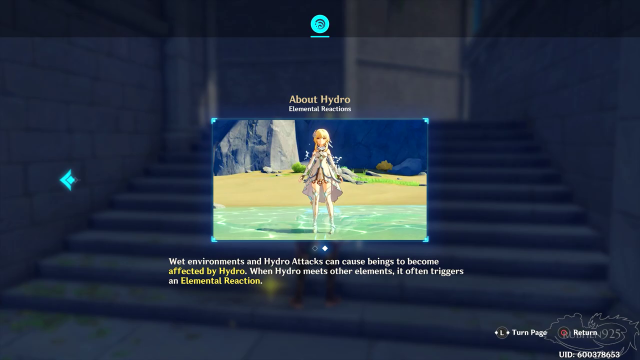 About Hydro
Elemental Reactions
Wet environments and Hydro Attacks can cause beings to become
affected by Hydro. When Hydro meets other elements, it often triggers
an Elemental Reaction.
L Turn Page
Return
UID: 600378653